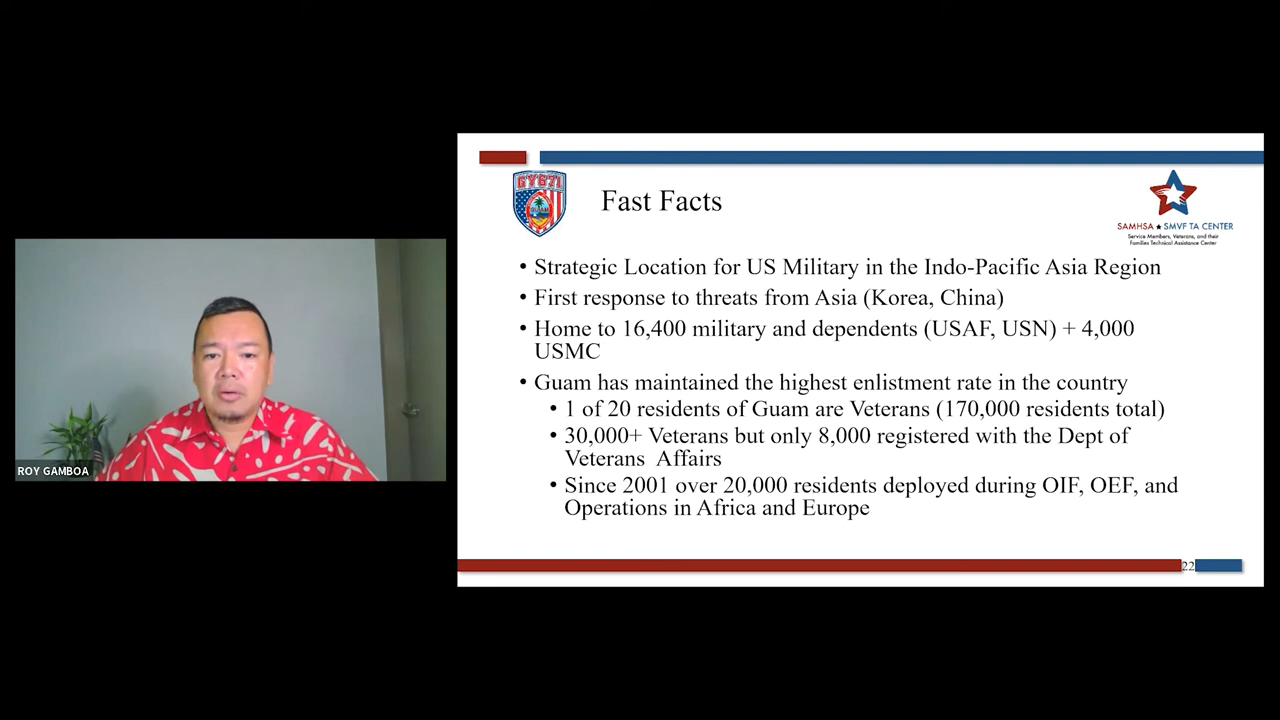 GY671
GUAM
Fast Facts
SAMHSA ★ SMVF TA CENTER
Service Members, Veterans, and their
Families Technical Assistance Center
• Strategic Location for US Military in the Indo-Pacific Asia Region
• First response to threats from Asia (Korea, China)
• Home to 16,400 military and dependents (USAF, USN) + 4,000
USMC
• Guam has maintained the highest enlistment rate in the country
• 1 of 20 residents of Guam are Veterans (170,000 residents total)
• 30,000+ Veterans but only 8,000 registered with the Dept of
Veterans Affairs
• Since 2001 over 20,000 residents deployed during OIF, OEF, and
Operations in Africa and Europe
22
ROY GAMBOA